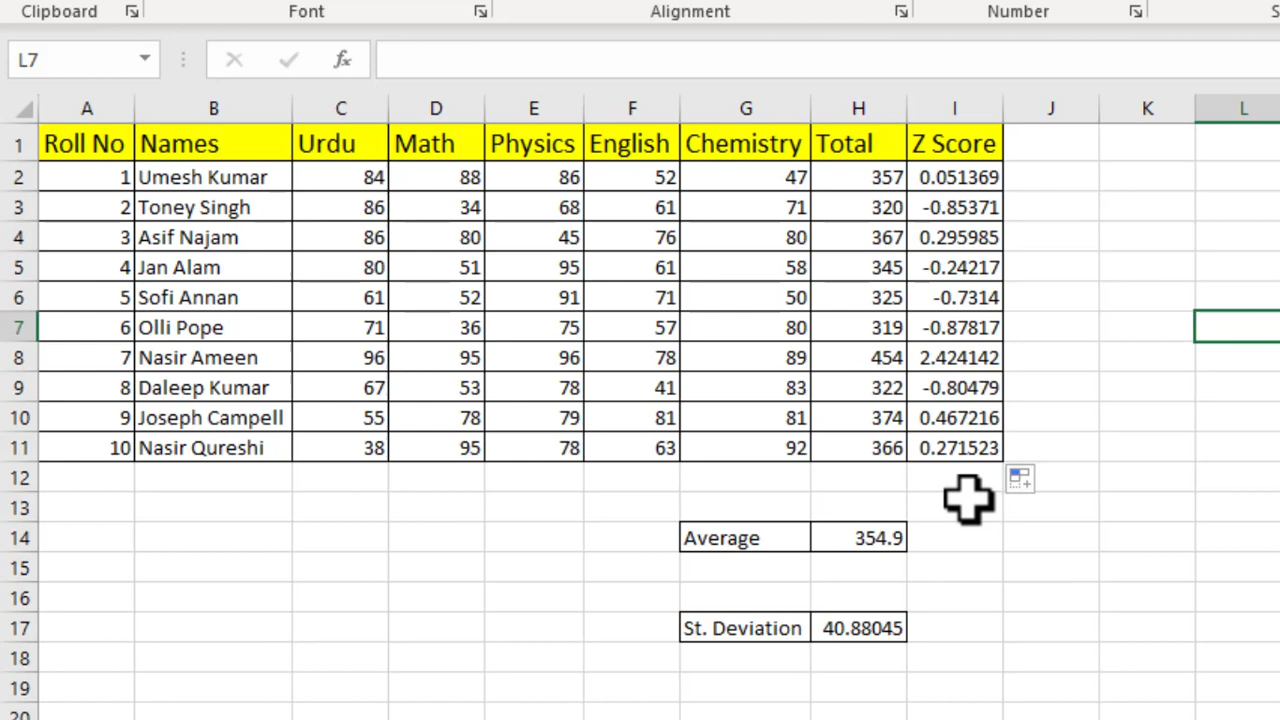 Clipboard Font Alignment Number S
L7 fx
A B C D E F G H I J K L
1 Roll No Names Urdu Math Physics English Chemistry Total Z Score
2 1 Umesh Kumar 84 88 86 52 47 357 0.051369
3 2 Toney Singh 86 34 68 61 71 320 -0.85371
4 3 Asif Najam 86 80 45 76 80 367 0.295985
5 4 Jan Alam 80 51 95 61 58 345 -0.24217
6 5 Sofi Annan 61 52 91 71 50 325 -0.7314
7 6 Olli Pope 71 36 75 57 80 319 -0.87817
8 7 Nasir Ameen 96 95 96 78 89 454 2.424142
9 8 Daleep Kumar 67 53 78 41 83 322 -0.80479
10 9 Joseph Campell 55 78 79 81 81 374 0.467216
11 10 Nasir Qureshi 38 95 78 63 92 366 0.271523
12
13
14 Average 354.9
15
16
17 St. Deviation 40.88045
18
19
20